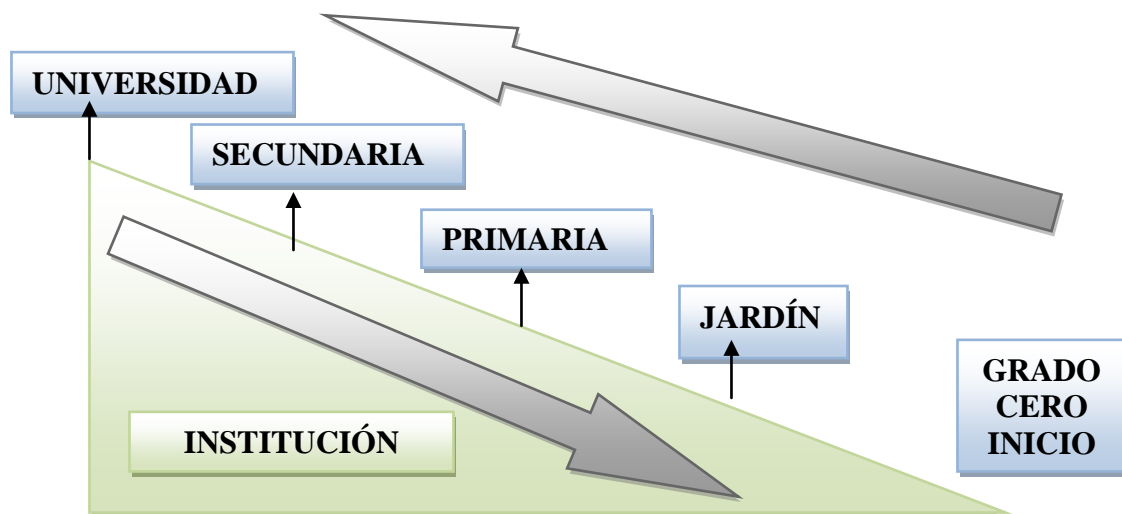 UNIVERSIDAD
SECUNDARIA
PRIMARIA
JARDÍN
GRADO
CERO
INICIO
INSTITUCIÓN